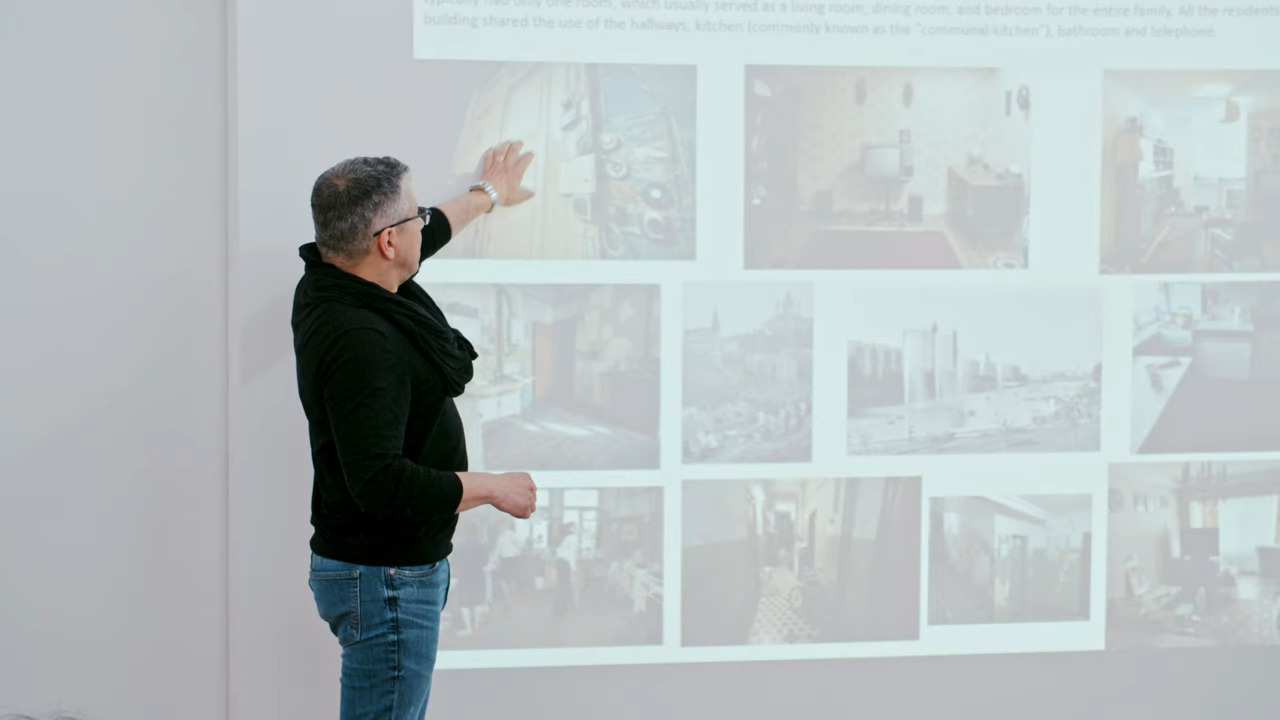 typically had only one room, which usually served as a living room, dining room, and bedroom for the entire family. All the residents
building shared the use of the hallways, kitchen (commonly known as the "communal kitchen"), bathroom and telephone